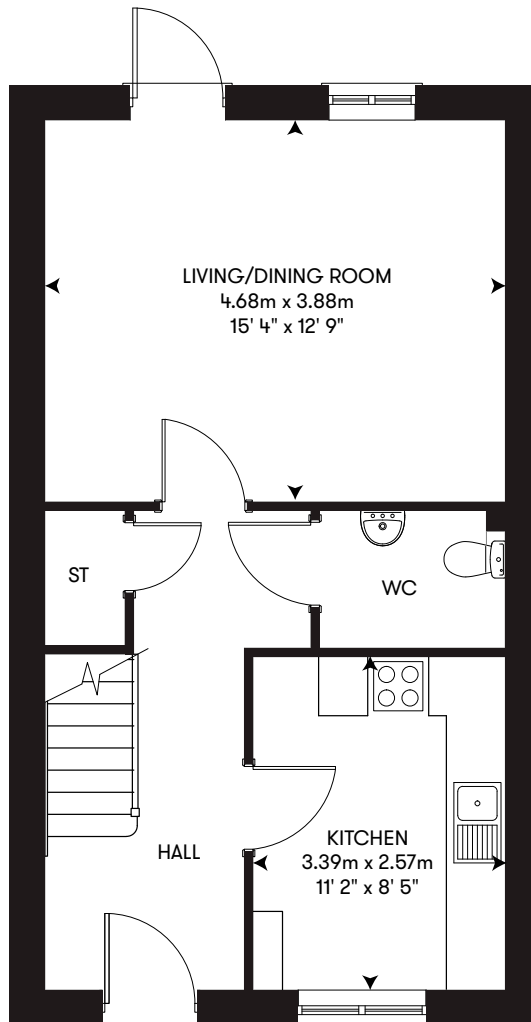 LIVING/DINING ROOM
4.68m x 3.88m
15' 4" x 12' 9"
ST
WC
HALL
KITCHEN
3.39m x 2.57m
11' 2" x 8' 5"